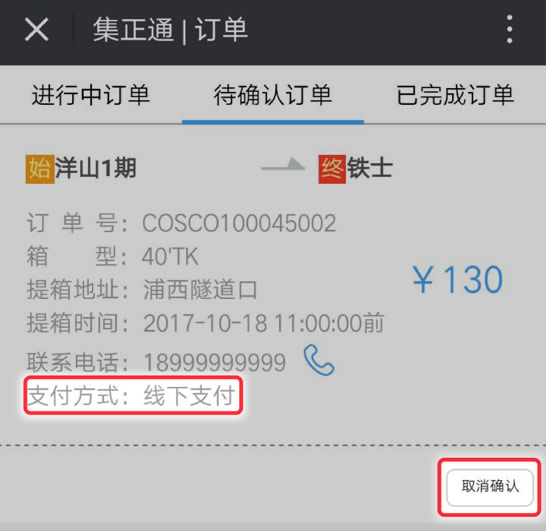 集正通 | 订单
进行中订单 待确认订单 已完成订单
始 洋山1期 终 铁士
订 单 号：COSCO100045002
箱 型：40'TK
提箱地址：浦西隧道口
¥130
提箱时间：2017-10-18 11:00:00前
联系电话：18999999999
支付方式：线下支付
取消确认